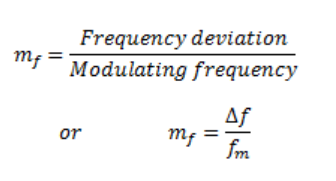 m_f = Frequency deviation / Modulating frequency
or m_f = Δf / f_m